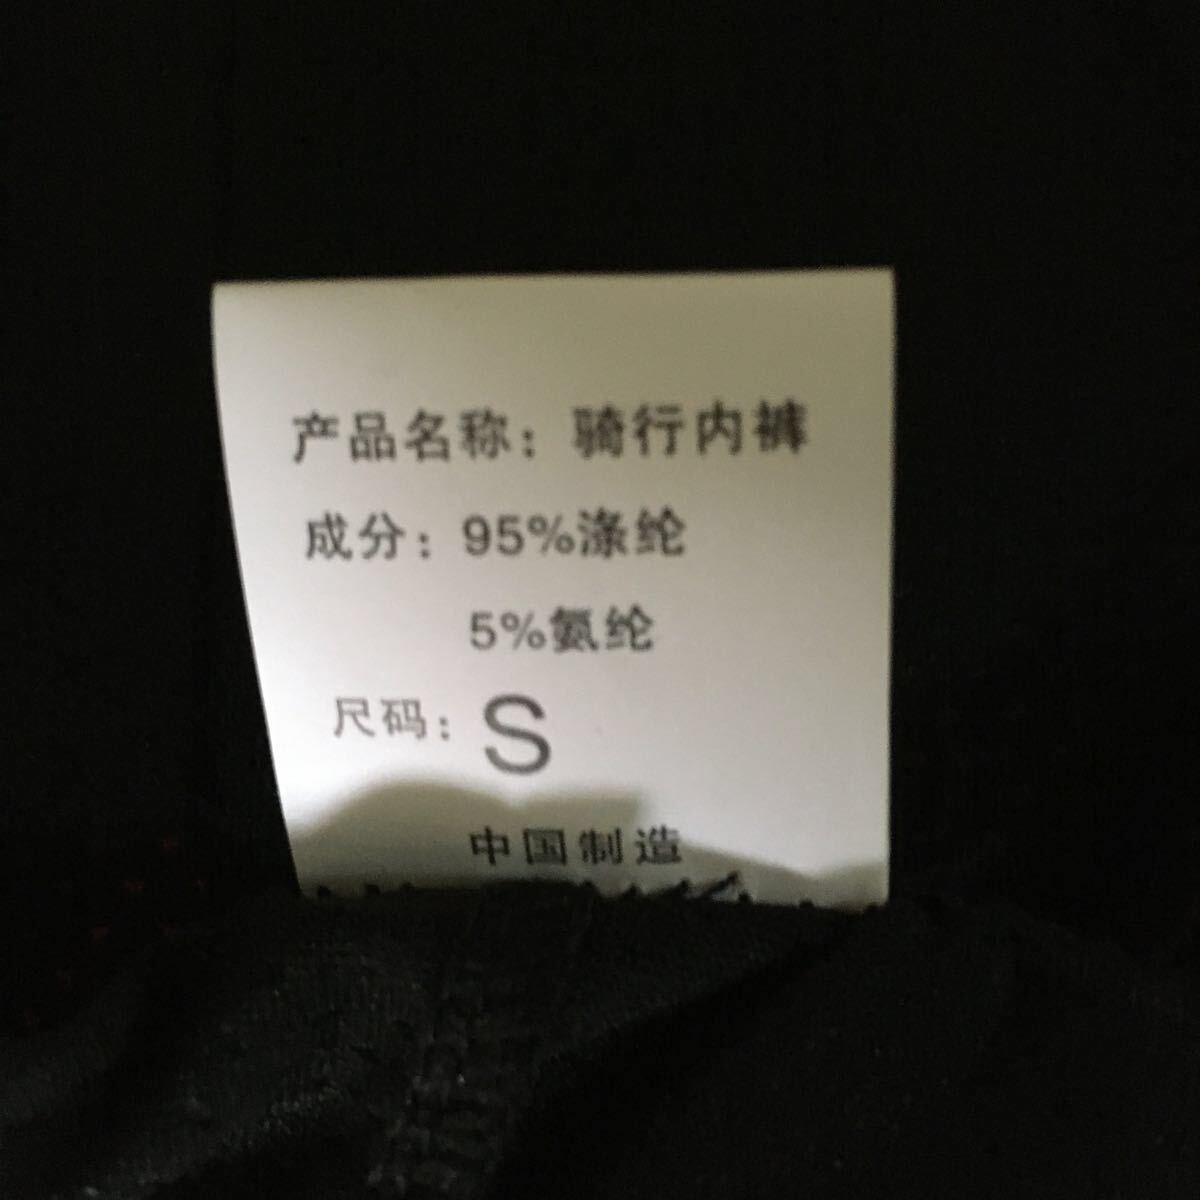 产品名称：骑行内裤
成分：95%涤纶
5%氨纶
尺码：S
中国制造